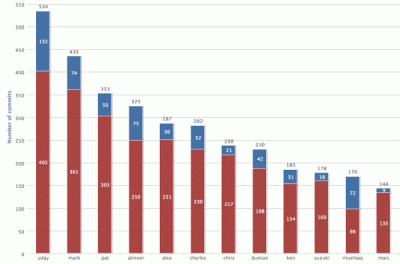 Number of commits
550
500
450
400
350
300
250
200
150
100
50
0
534 435 353 325 287 282 238 230 185 178 170 144
132 74 50 75 36 52 21 42 31 18 72 9
402 361 303 250 251 230 217 188 154 160 98 135
uday mark pal alnoor alex charles chris duncan ken suzuki mushtaq marc